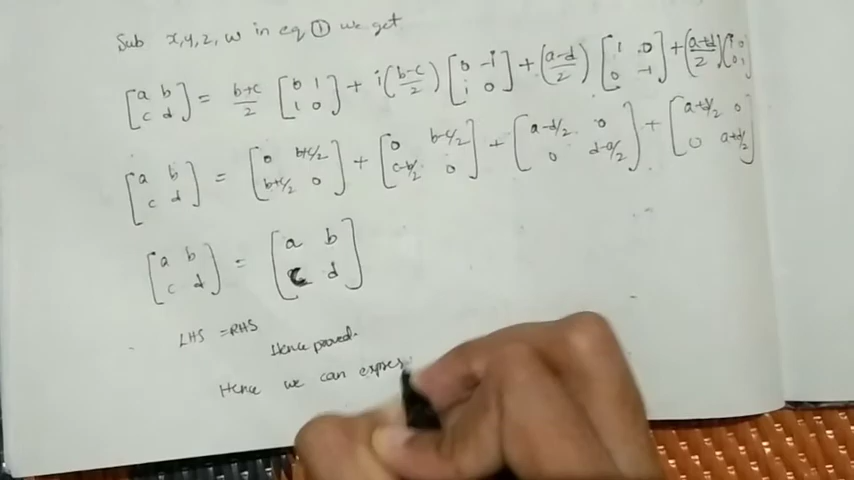 Sub x,y,z, w in eq ① we get
[a b; c d] = b+c/2 [0 1; 1 0] + i(b-c/2) [0 -i; i 0] + (a-d/2) [1 0; 0 -1] + (a+d/2) [1 0; 0 1]
[a b; c d] = [0 b+c/2; b+c/2 0] + [0 b-c/2; c-b/2 0] + [a-d/2 0; 0 d-a/2] + [a+d/2 0; 0 a+d/2]
[a b; c d] = [a b; c d]
LHS = RHS
Hence proved.
Hence we can expres